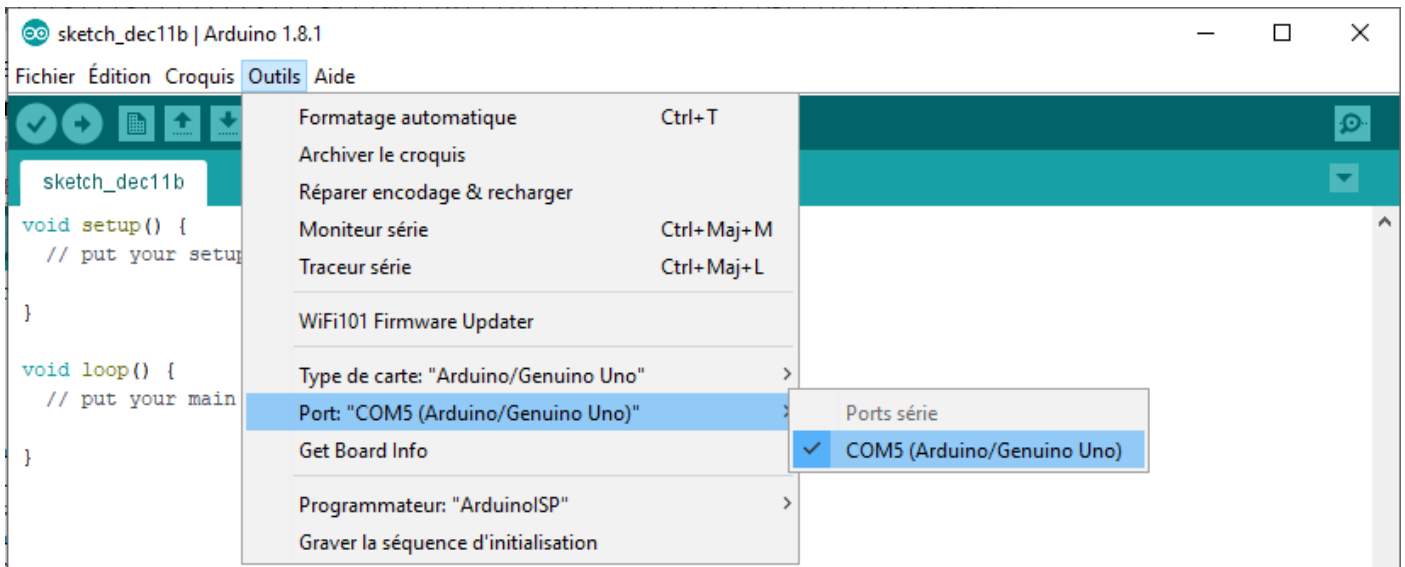 sketch_dec11b | Arduino 1.8.1
Fichier Édition Croquis Outils Aide
Formatage automatique Ctrl+T
Archiver le croquis
sketch_dec11b
Réparer encodage & recharger
void setup() {
Moniteur série Ctrl+Maj+M
// put your setup
Traceur série Ctrl+Maj+L
}
WiFi101 Firmware Updater
void loop() {
Type de carte: "Arduino/Genuino Uno"
// put your main
Port: "COM5 (Arduino/Genuino Uno)"
Ports série
Get Board Info
COM5 (Arduino/Genuino Uno)
}
Programmateur: "ArduinoISP"
Graver la séquence d'initialisation